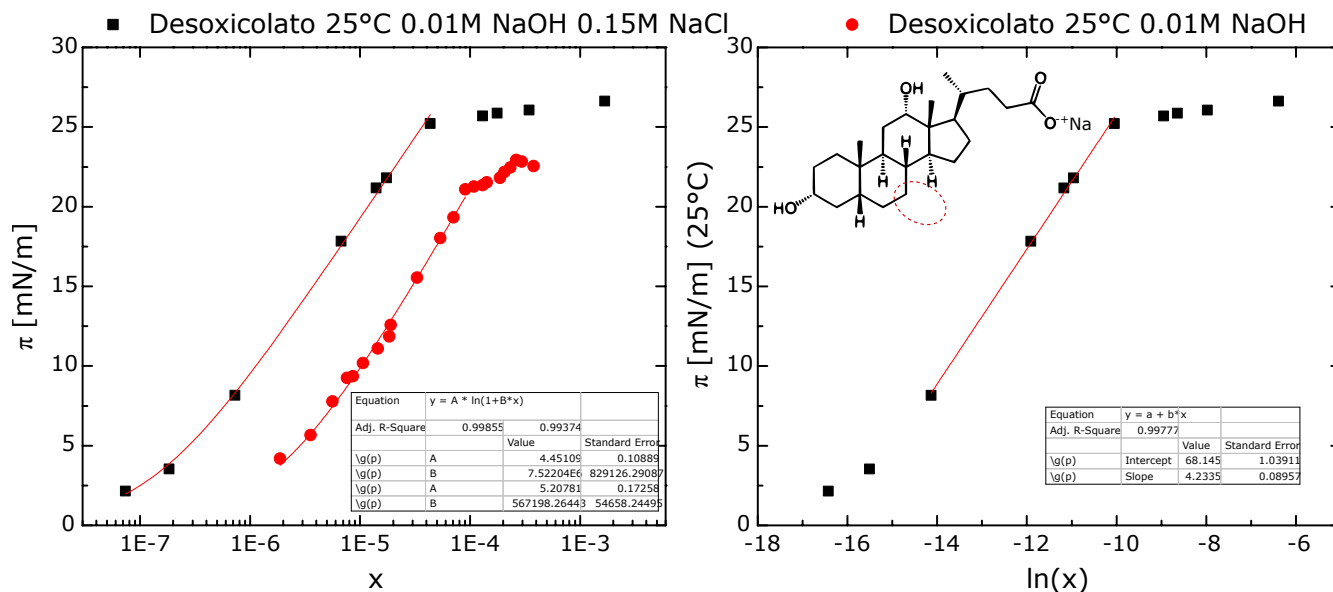 Desoxicolato 25°C 0.01M NaOH 0.15M NaCl
Desoxicolato 25°C 0.01M NaOH
30
25
20
15
10
5
0
π [mN/m]
1E-7 1E-6 1E-5 1E-4 1E-3
x
Equation y = A * ln(1+B*x)
Adj. R-Square 0.99855 0.99374
Value Standard Error
\g(p) A 4.45109 0.10889
\g(p) B 7.52204E6 829126.29087
\g(p) A 5.20781 0.17258
\g(p) B 567198.26443 54658.24495
30
25
20
15
10
5
0
π [mN/m] (25°C)
-18 -16 -14 -12 -10 -8 -6
ln(x)
OH
O
O⁻⁺Na
H
H
H
HO
H
Equation y = a + b*x
Adj. R-Square 0.99777
Value Standard Error
\g(p) Intercept 68.145 1.03911
\g(p) Slope 4.2335 0.08957